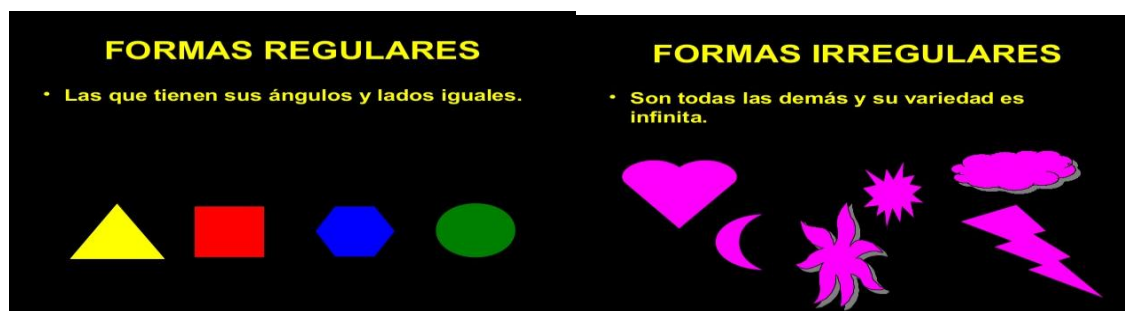 FORMAS REGULARES
• Las que tienen sus ángulos y lados iguales.
FORMAS IRREGULARES
• Son todas las demás y su variedad es
infinita.